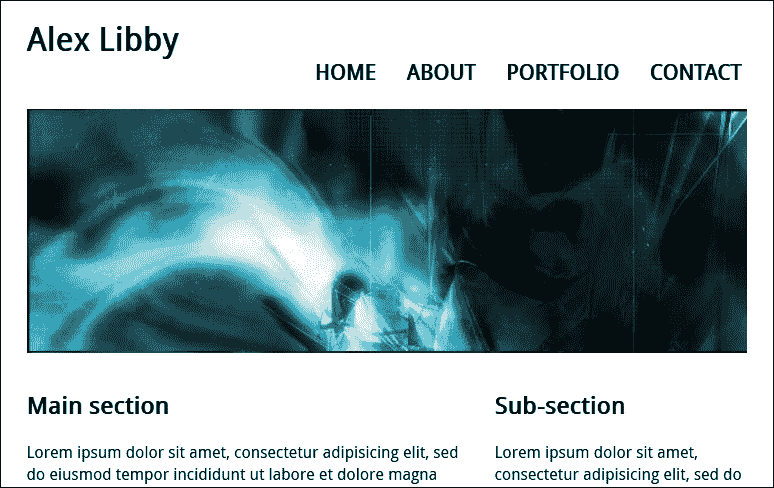 Alex Libby
HOME ABOUT PORTFOLIO CONTACT
Main section
Lorem ipsum dolor sit amet, consectetur adipisicing elit, sed
do eiusmod tempor incididunt ut labore et dolore magna
Sub-section
Lorem ipsum dolor sit amet,
consectetur adipisicing elit, sed do